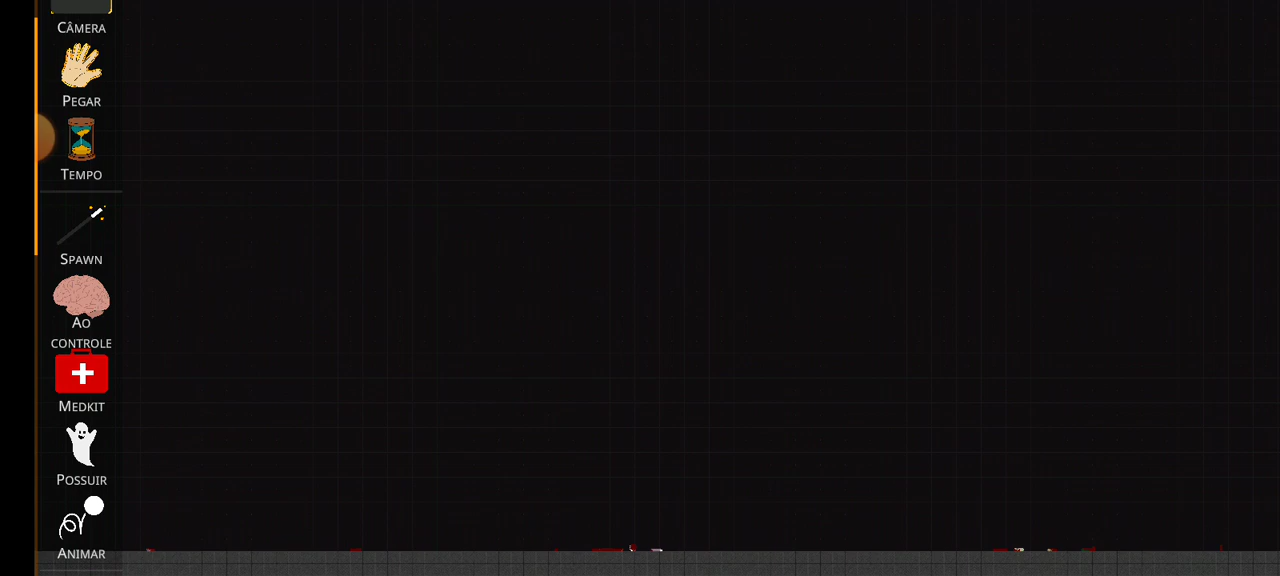 CÂMERA
PEGAR
TEMPO
SPAWN
AO
CONTROLE
MEDKIT
POSSUIR
ANIMAR